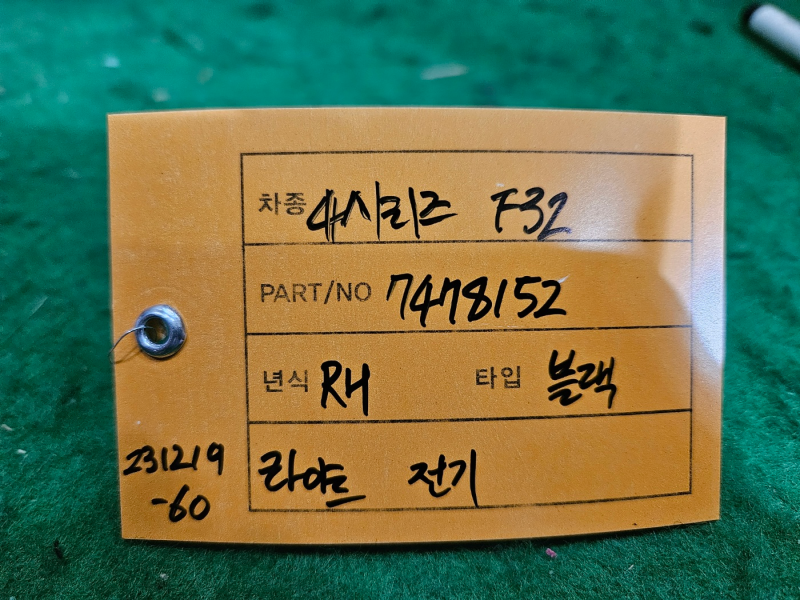 차종 4시리즈 F32
PART/NO 7478152
년식 RH 타입 블랙
231219
-60
라이트 전기